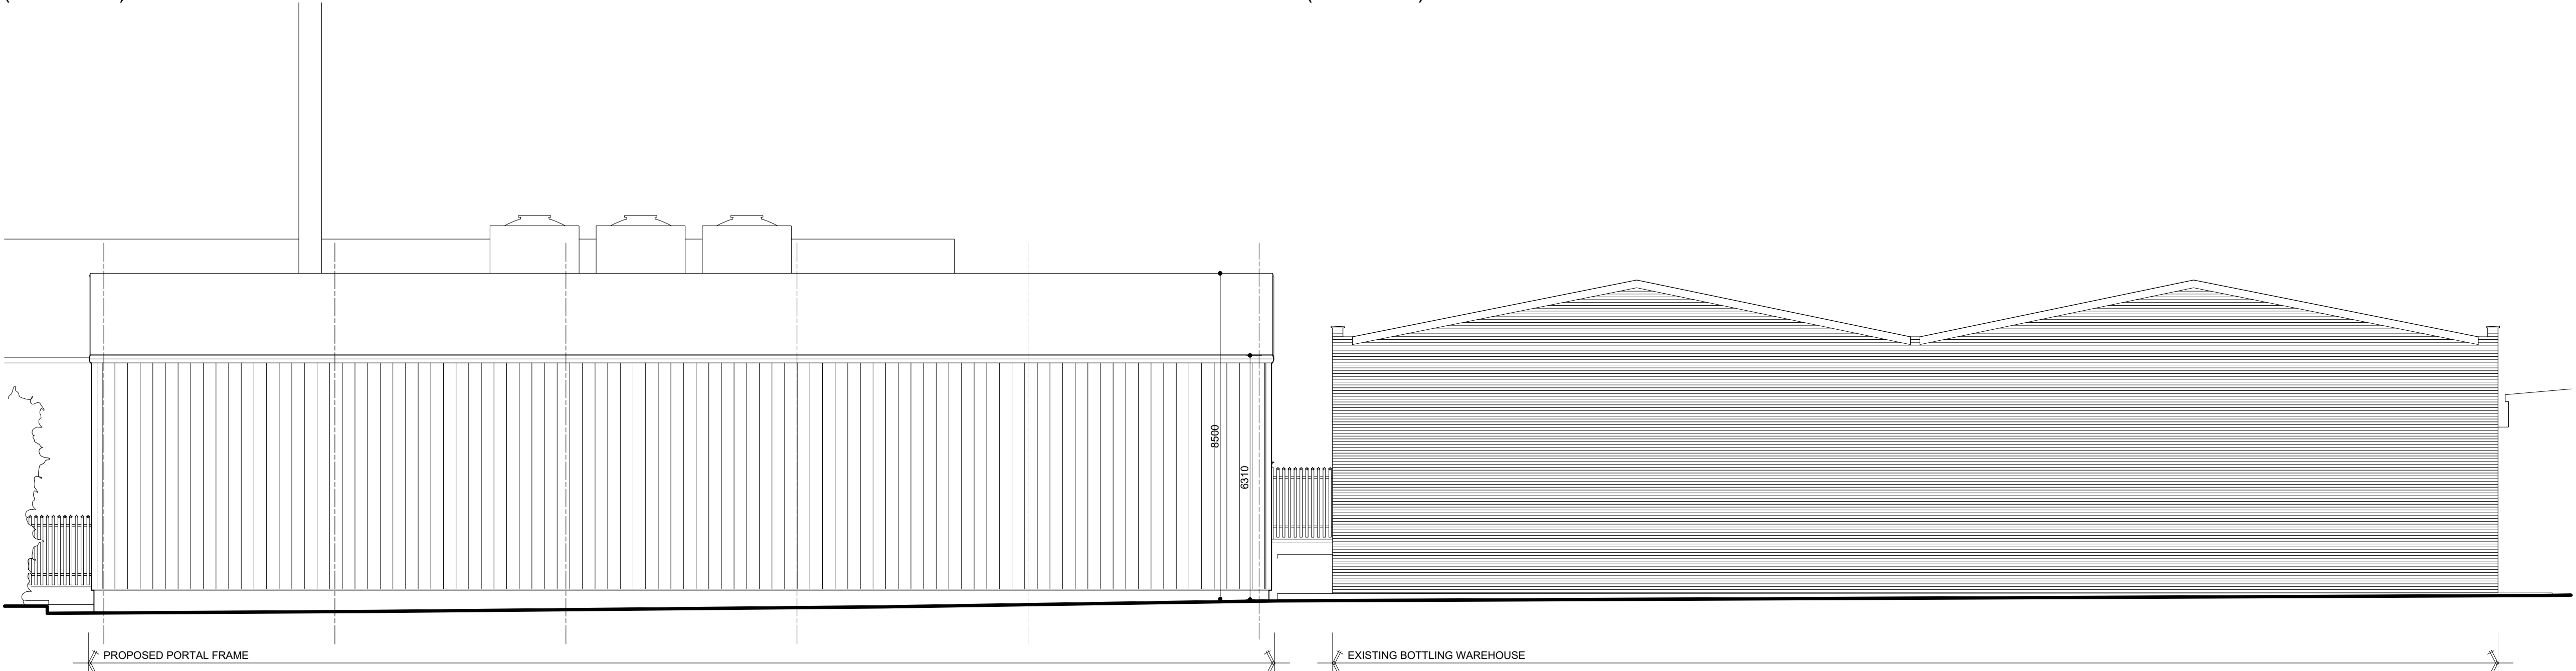 8500
6310
PROPOSED PORTAL FRAME
EXISTING BOTTLING WAREHOUSE